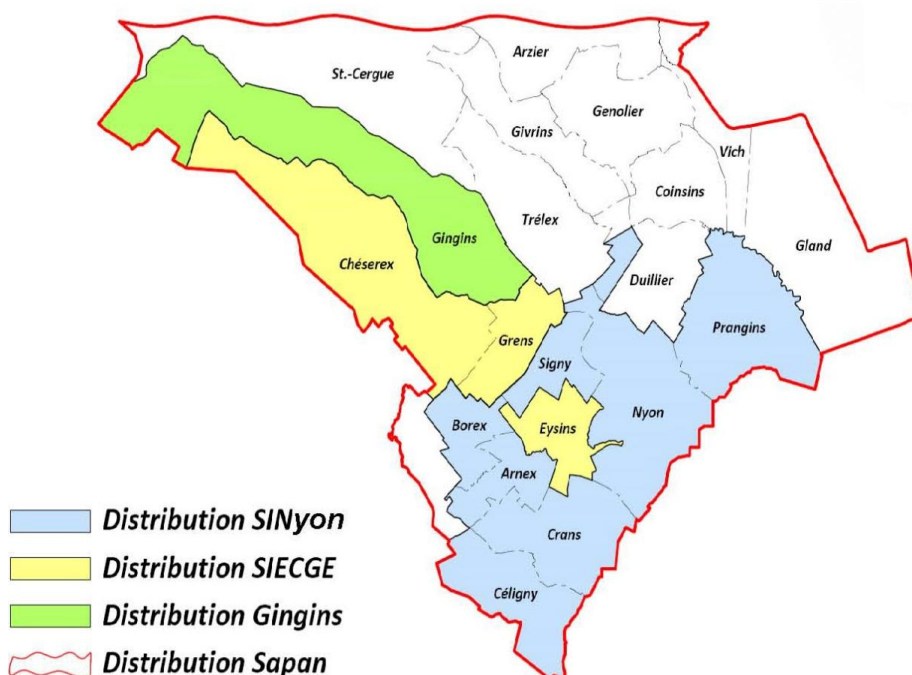 Arzier
St.-Cergue
Genolier
Givrins
Vich
Coinsins
Trélex
Gingins
Gland
Chéserex
Duillier
Prangins
Grens
Signy
Nyon
Borex
Eysins
Arnex
Crans
Céligny
Distribution SINyon
Distribution SIECGE
Distribution Gingins
Distribution Sapan